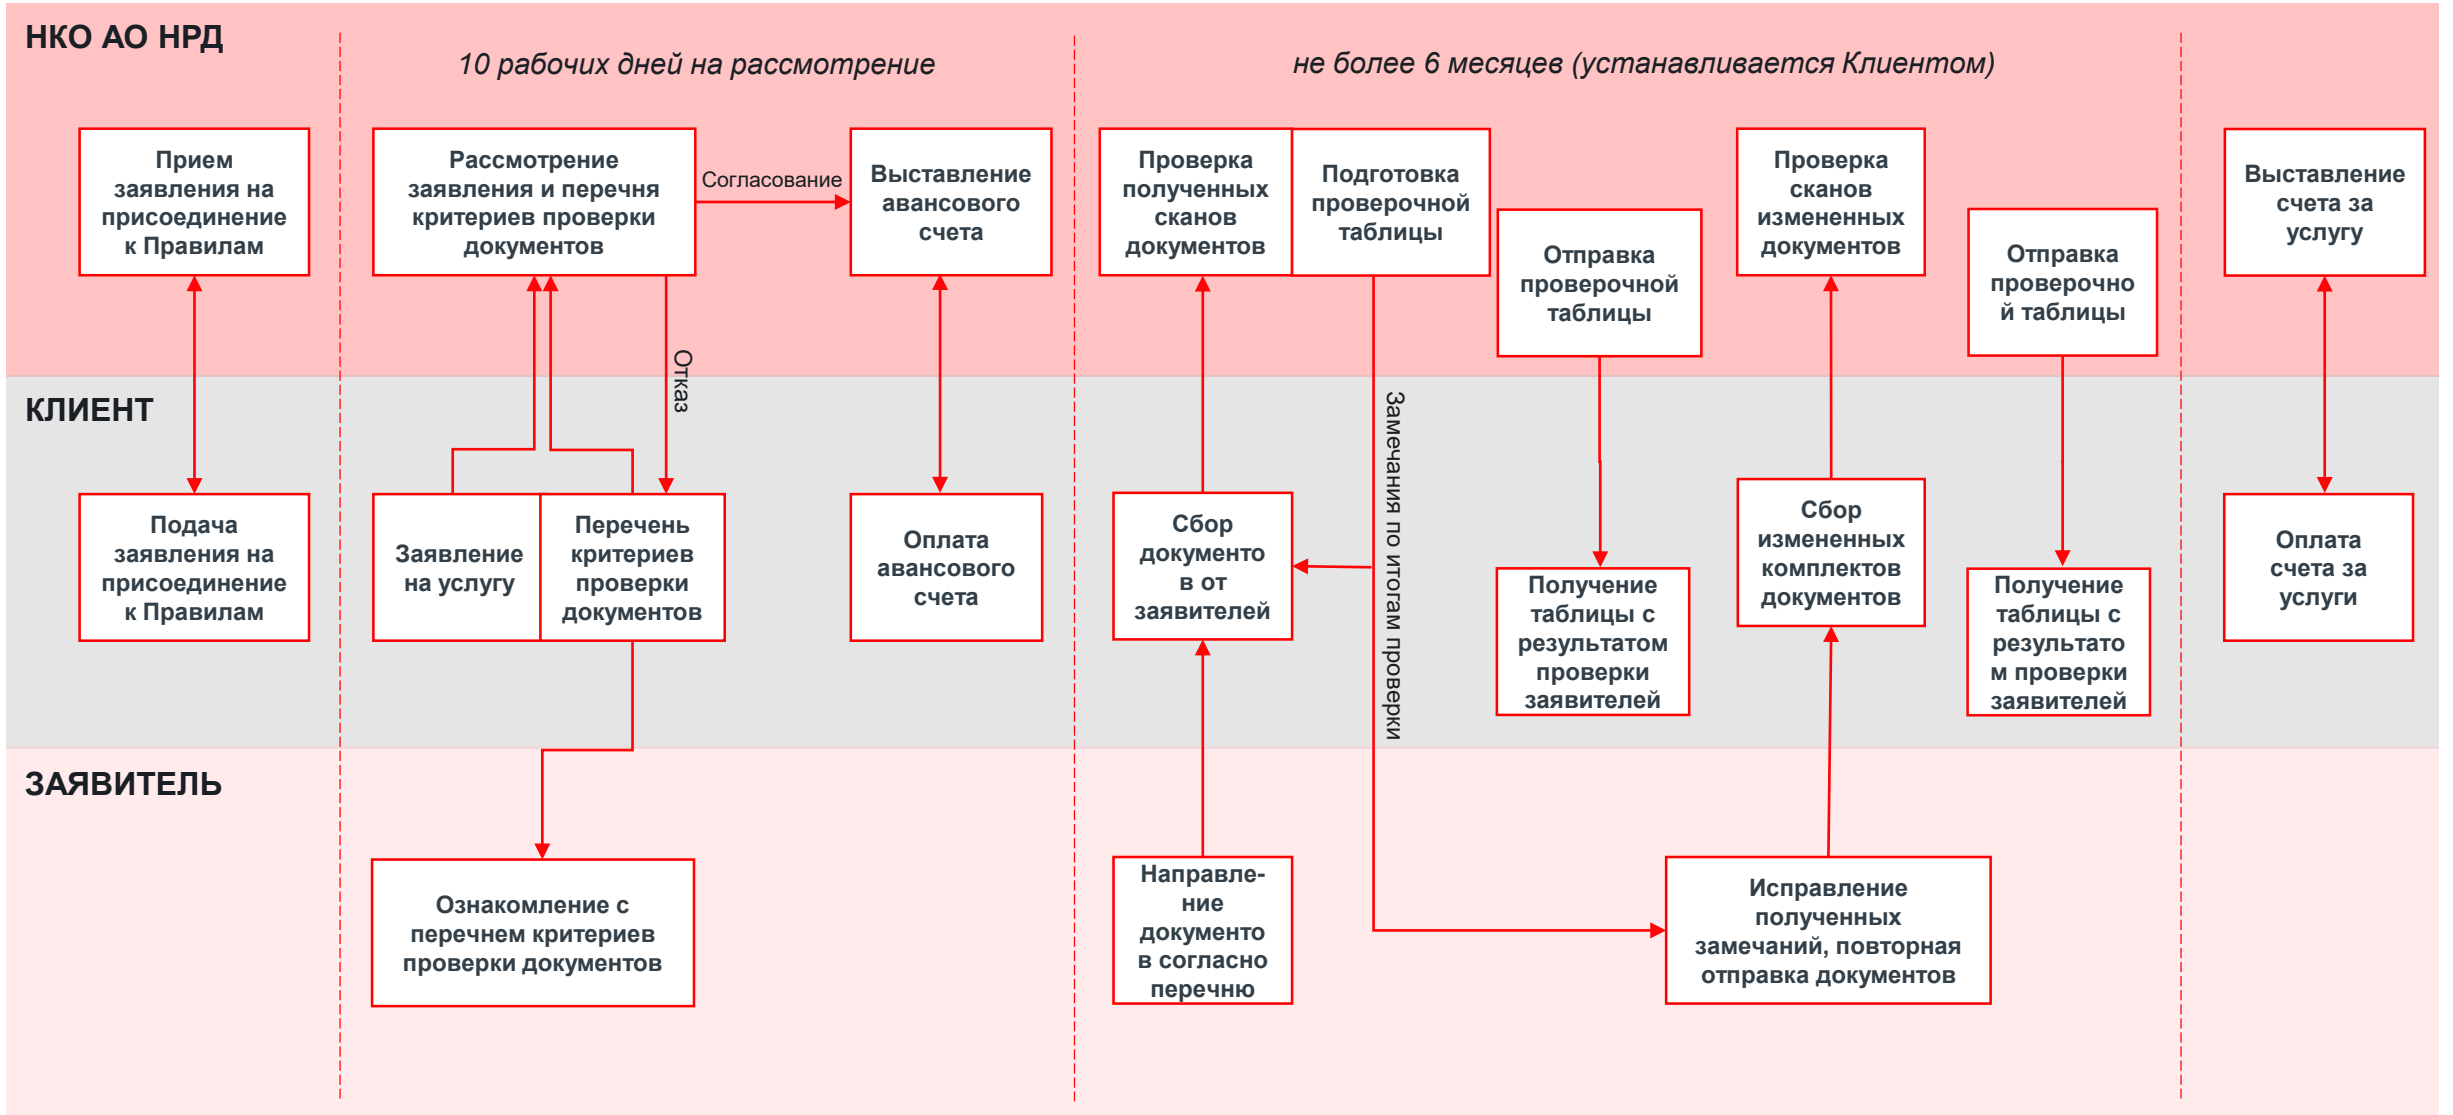 НКО АО НРД
10 рабочих дней на рассмотрение
не более 6 месяцев (устанавливается Клиентом)
Прием
заявления на
присоединение
к Правилам
Рассмотрение
заявления и перечня
критериев проверки
документов
Согласование
Выставление
авансового
счета
Проверка
полученных
сканов
документов
Подготовка
проверочной
таблицы
Отправка
проверочной
таблицы
Проверка
сканов
измененных
документов
Отправка
проверочно
й таблицы
Выставление
счета за
услугу
Отказ
КЛИЕНТ
Подача
заявления на
присоединение
к Правилам
Заявление
на услугу
Перечень
критериев
проверки
документов
Оплата
авансового
счета
Сбор
документо
в от
заявителей
Замечания по итогам проверки
Получение
таблицы с
результатом
проверки
заявителей
Сбор
измененных
комплектов
документов
Получение
таблицы с
результато
м проверки
заявителей
Оплата
счета за
услуги
ЗАЯВИТЕЛЬ
Ознакомление с
перечнем критериев
проверки документов
Направле-
ние
документо
в согласно
перечню
Исправление
полученных
замечаний, повторная
отправка документов